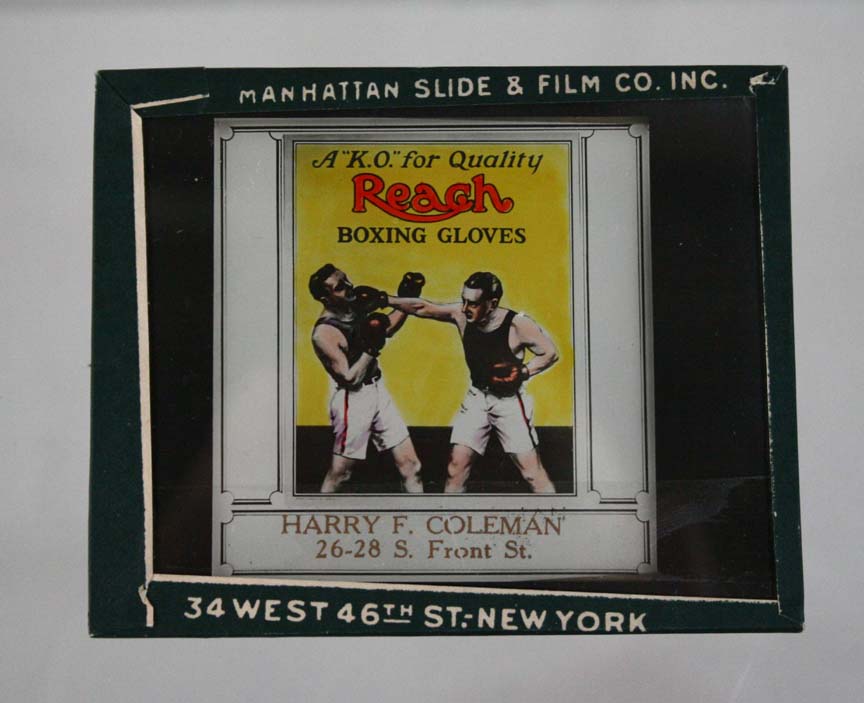 MANHATTAN SLIDE & FILM CO. INC.
A "K.O." for Quality
Reach
BOXING GLOVES
HARRY F. COLEMAN
26-28 S. Front St.
34 WEST 46TH ST.-NEW YORK